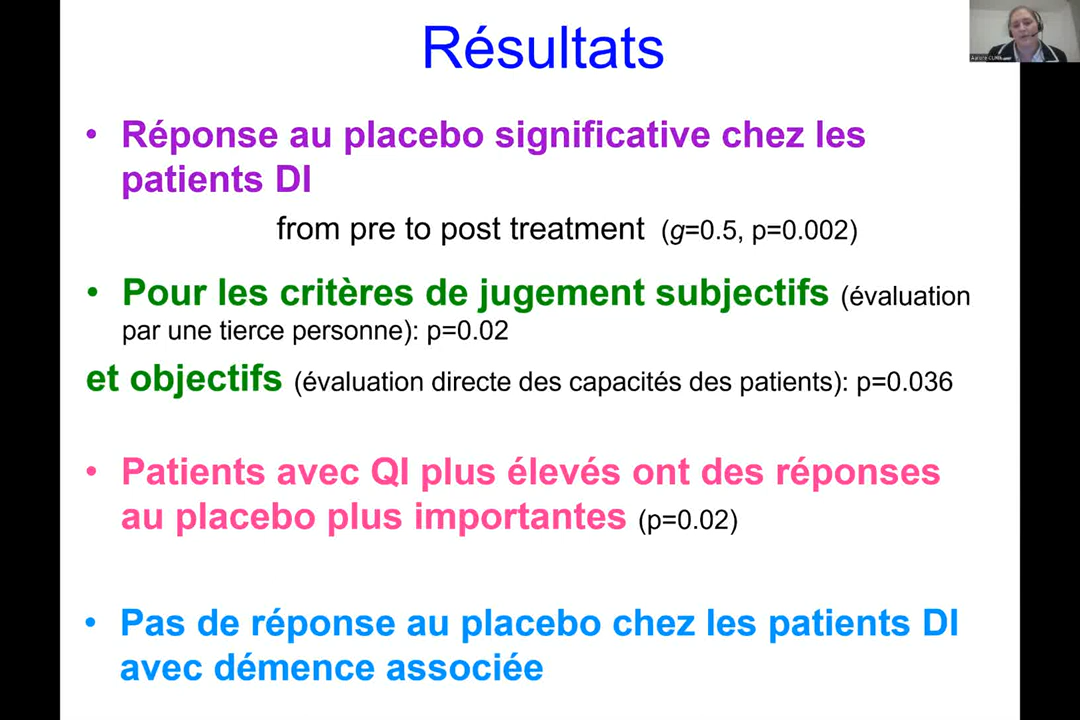 Résultats
• Réponse au placebo significative chez les
patients DI
from pre to post treatment (g=0.5, p=0.002)
• Pour les critères de jugement subjectifs (évaluation
par une tierce personne): p=0.02
et objectifs (évaluation directe des capacités des patients): p=0.036
• Patients avec QI plus élevés ont des réponses
au placebo plus importantes (p=0.02)
• Pas de réponse au placebo chez les patients DI
avec démence associée